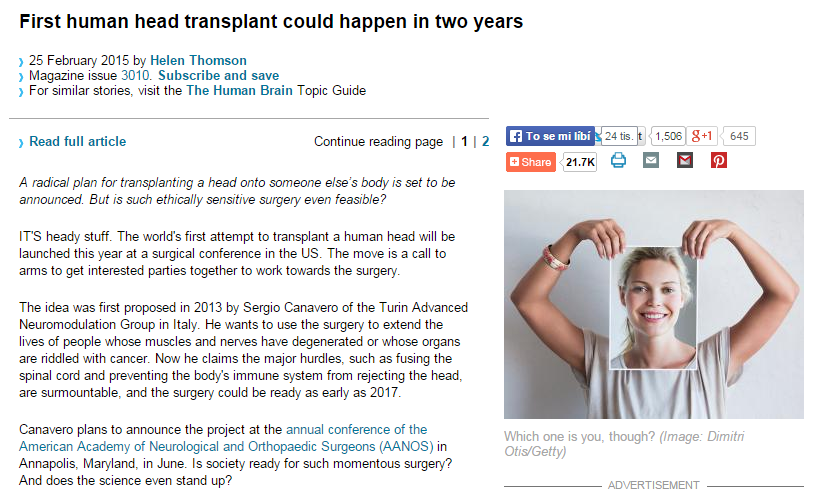 First human head transplant could happen in two years
25 February 2015 by Helen Thomson
Magazine issue 3010. Subscribe and save
For similar stories, visit the The Human Brain Topic Guide
Read full article
Continue reading page | 1 | 2
A radical plan for transplanting a head onto someone else's body is set to be
announced. But is such ethically sensitive surgery even feasible?
IT'S heady stuff. The world's first attempt to transplant a human head will be
launched this year at a surgical conference in the US. The move is a call to
arms to get interested parties together to work towards the surgery.
The idea was first proposed in 2013 by Sergio Canavero of the Turin Advanced
Neuromodulation Group in Italy. He wants to use the surgery to extend the
lives of people whose muscles and nerves have degenerated or whose organs
are riddled with cancer. Now he claims the major hurdles, such as fusing the
spinal cord and preventing the body's immune system from rejecting the head,
are surmountable, and the surgery could be ready as early as 2017.
Canavero plans to announce the project at the annual conference of the
American Academy of Neurological and Orthopaedic Surgeons (AANOS) in
Annapolis, Maryland, in June. Is society ready for such momentous surgery?
And does the science even stand up?
To se mi líbí 24 tis. t 1,506 g+1 645
Share 21.7K
Which one is you, though? (Image: Dimitri
Otis/Getty)
ADVERTISEMENT